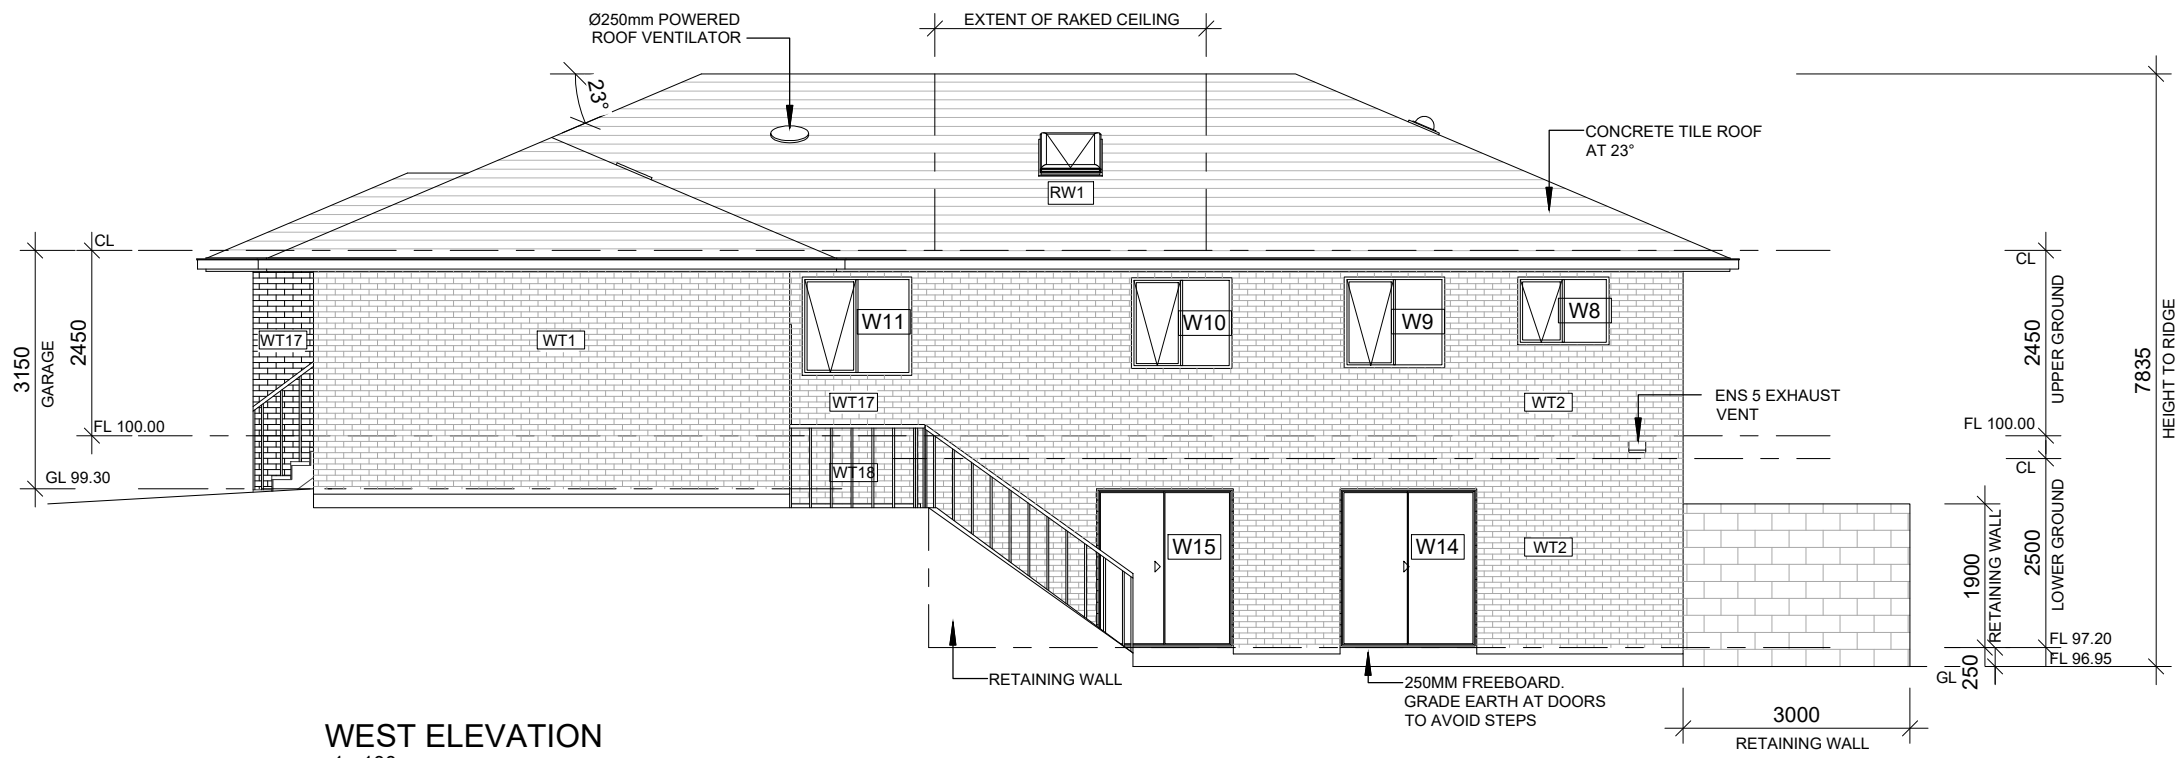 Ø250mm POWERED
ROOF VENTILATOR
EXTENT OF RAKED CEILING
23°
CONCRETE TILE ROOF
AT 23°
RW1
CL
CL
3150
GARAGE
2450
WT17
WT1
W11
W10
W9
W8
2450
UPPER GROUND
7835
HEIGHT TO RIDGE
WT17
WT2
ENS 5 EXHAUST
VENT
FL 100.00
FL 100.00
GL 99.30
WT18
CL
W15
W14
WT2
1900
RETAINING WALL
2500
LOWER GROUND
FL 97.20
FL 96.95
GL
250
RETAINING WALL
250MM FREEBOARD.
GRADE EARTH AT DOORS
TO AVOID STEPS
3000
RETAINING WALL
WEST ELEVATION